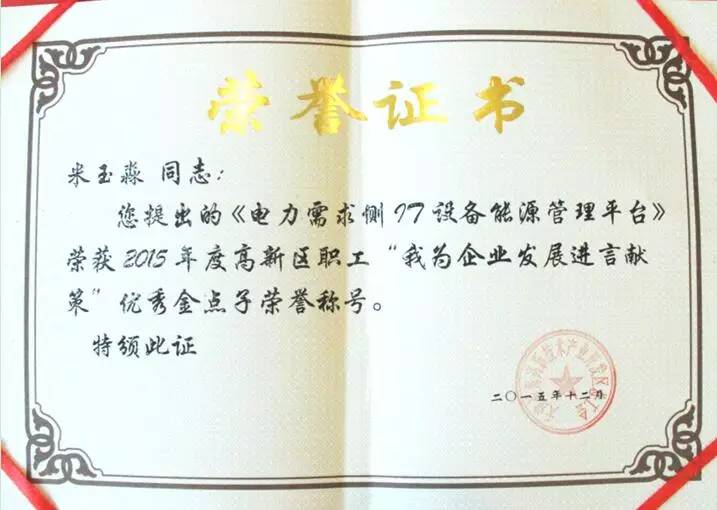 荣誉证书
米玉淼 同志：
您提出的《电力需求侧IT设备能源管理平台》
荣获2015年度高新区职工“我为企业发展进言献
策”优秀金点子荣誉称号。
特颁此证
二〇一五年十二月